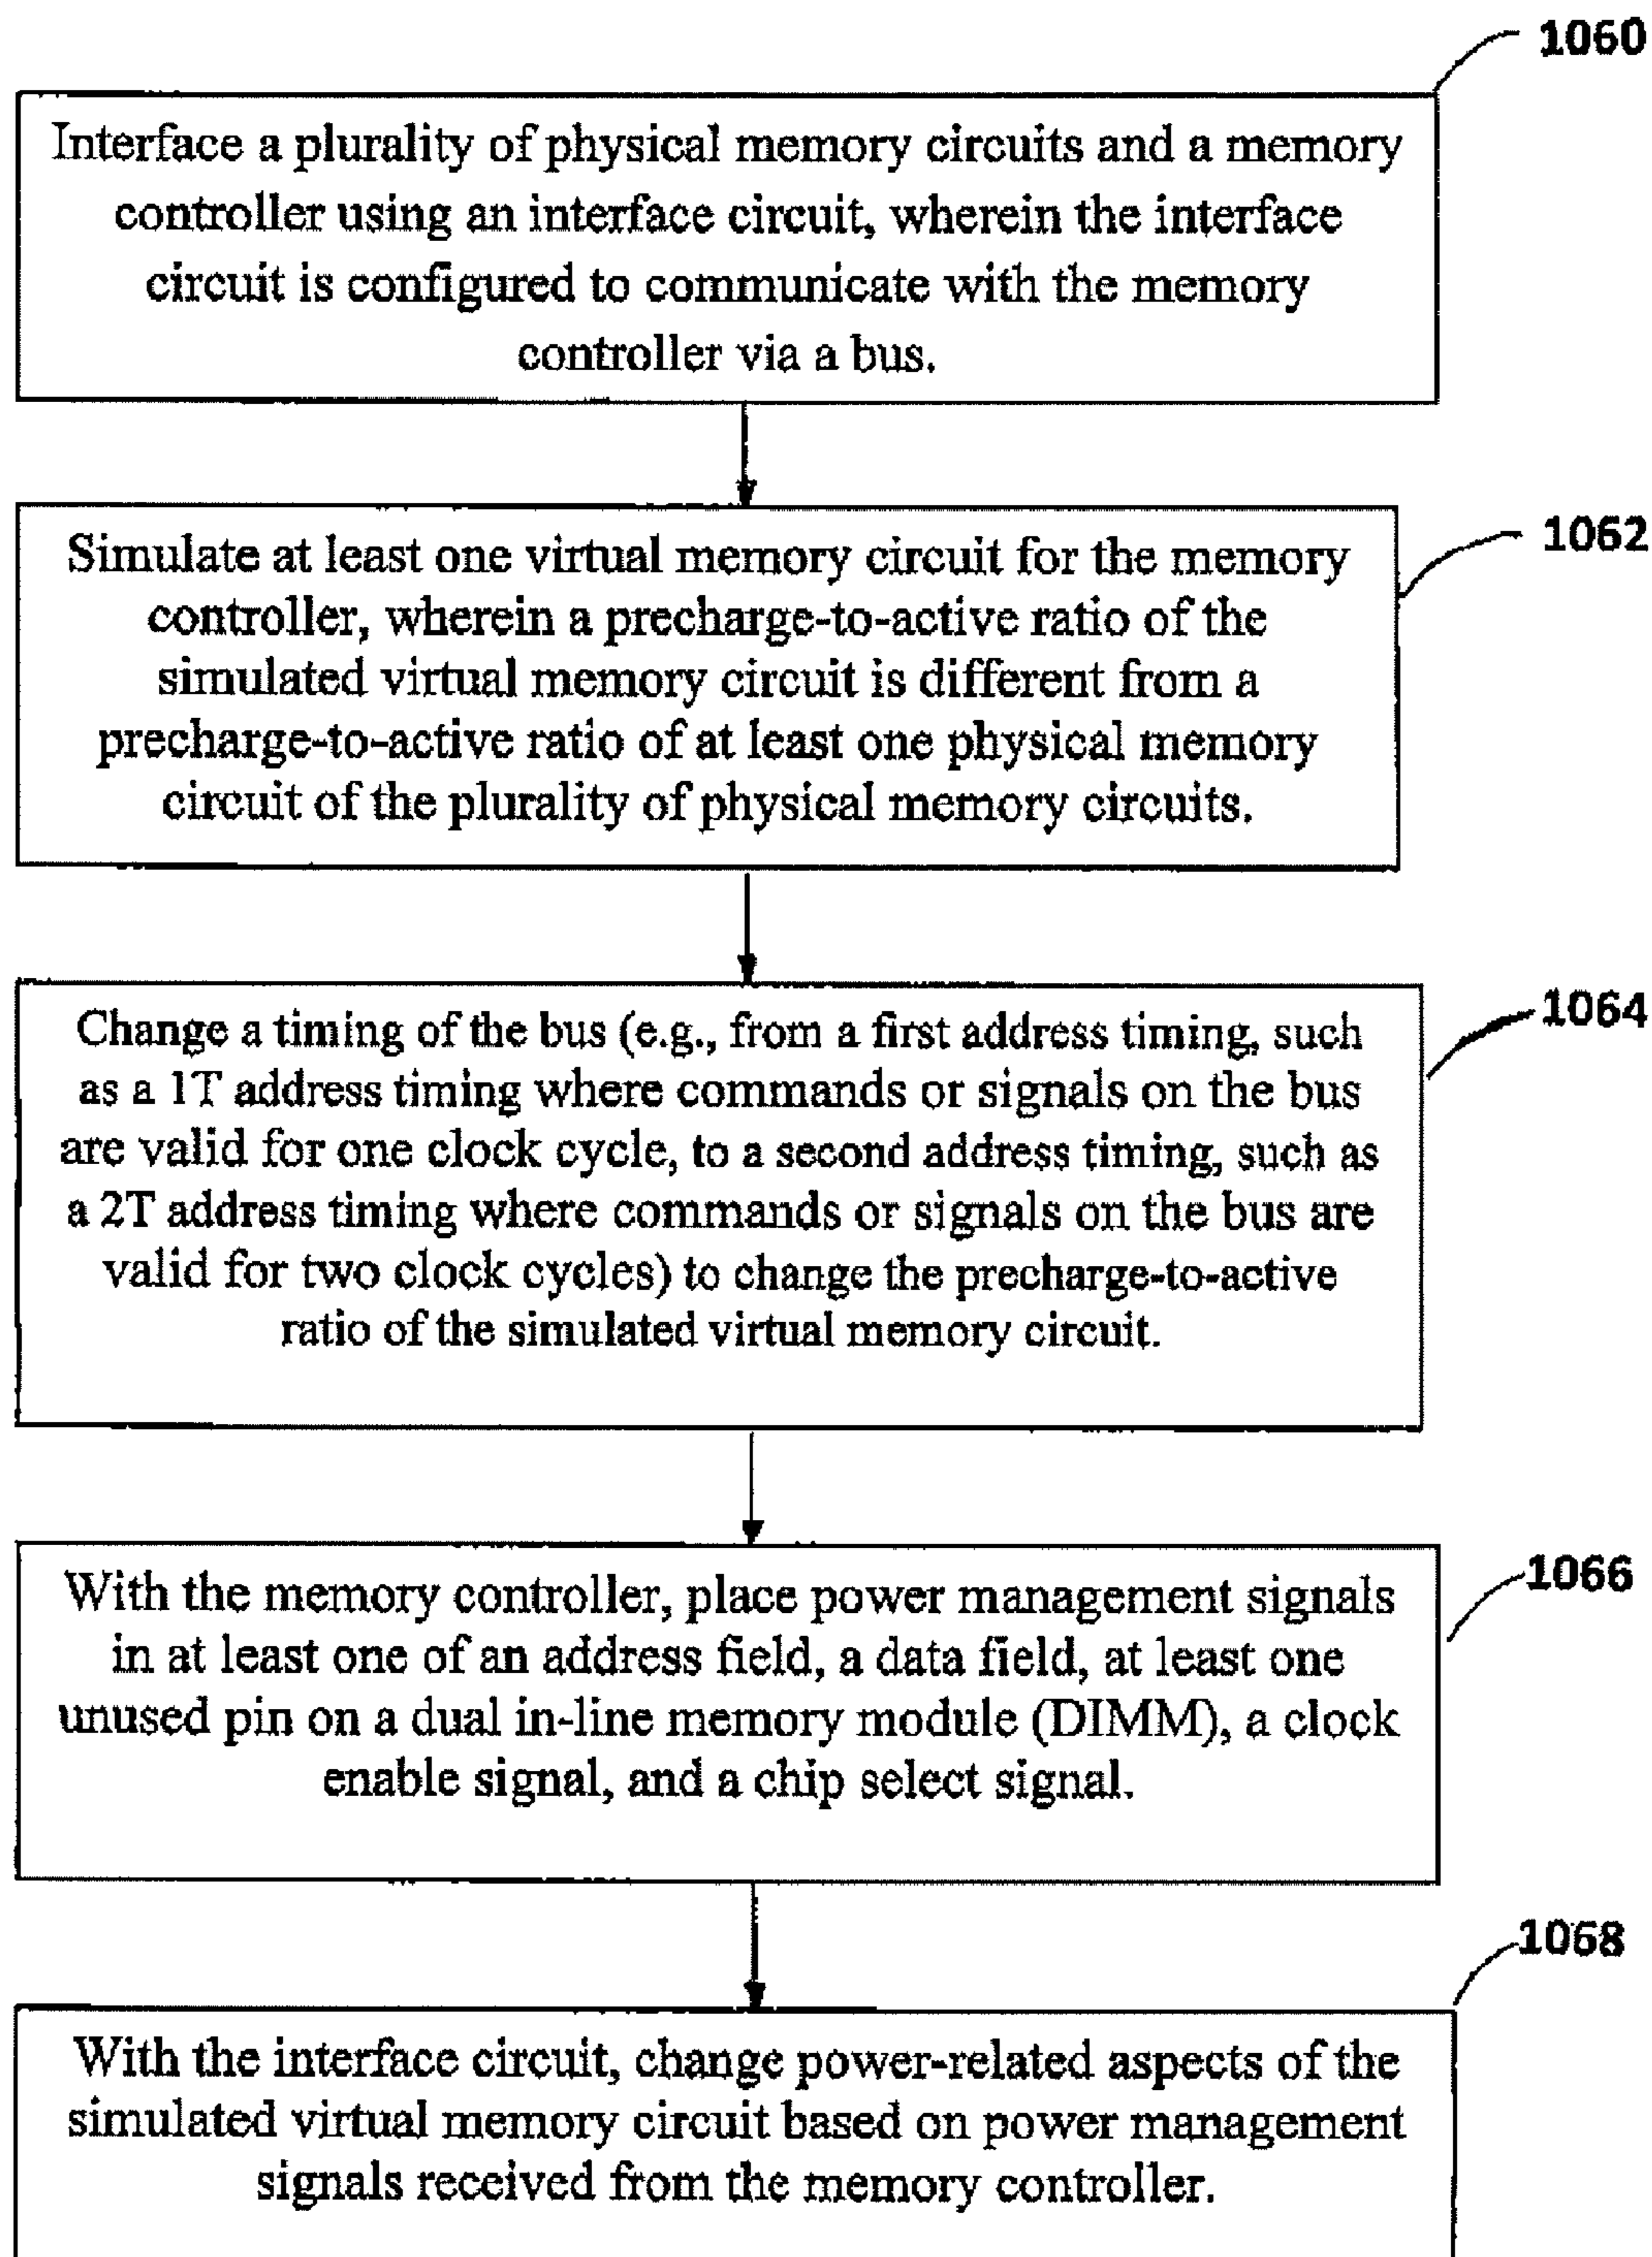 1060
Interface a plurality of physical memory circuits and a memory
controller using an interface circuit, wherein the interface
circuit is configured to communicate with the memory
controller via a bus.
1062
Simulate at least one virtual memory circuit for the memory
controller, wherein a precharge-to-active ratio of the
simulated virtual memory circuit is different from a
precharge-to-active ratio of at least one physical memory
circuit of the plurality of physical memory circuits.
1064
Change a timing of the bus (e.g., from a first address timing, such
as a 1T address timing where commands or signals on the bus
are valid for one clock cycle, to a second address timing, such as
a 2T address timing where commands or signals on the bus are
valid for two clock cycles) to change the precharge-to-active
ratio of the simulated virtual memory circuit.
1066
With the memory controller, place power management signals
in at least one of an address field, a data field, at least one
unused pin on a dual in-line memory module (DIMM), a clock
enable signal, and a chip select signal.
1068
With the interface circuit, change power-related aspects of the
simulated virtual memory circuit based on power management
signals received from the memory controller.